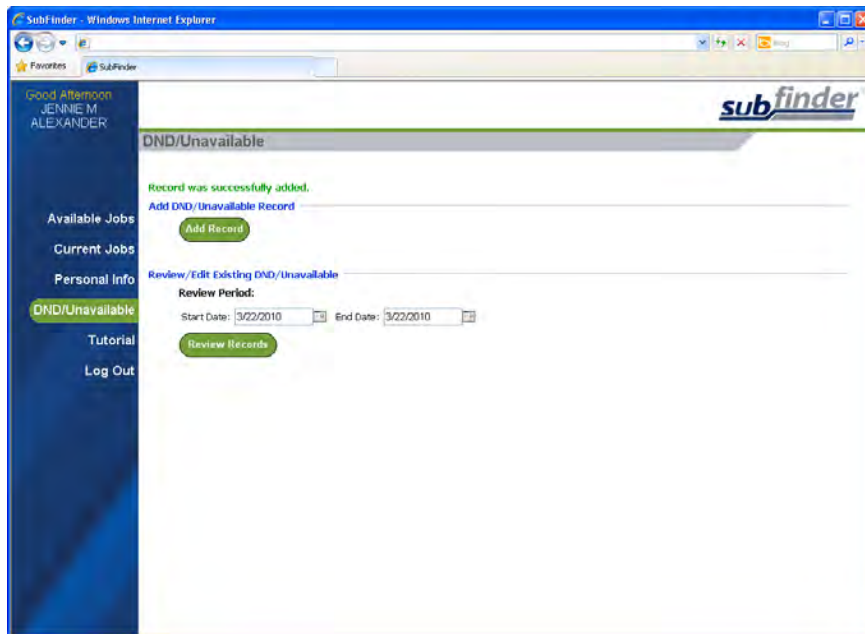 SubFinder - Windows Internet Explorer
Favorites SubFinder
Good Afternoon
JENNIE M
ALEXANDER
subfinder
DND/Unavailable
Record was successfully added.
Add DND/Unavailable Record
Add Record
Available Jobs
Current Jobs
Personal Info
DND/Unavailable
Tutorial
Log Out
Review/Edit Existing DND/Unavailable
Review Period:
Start Date: 3/22/2010 End Date: 3/22/2010
Review Records